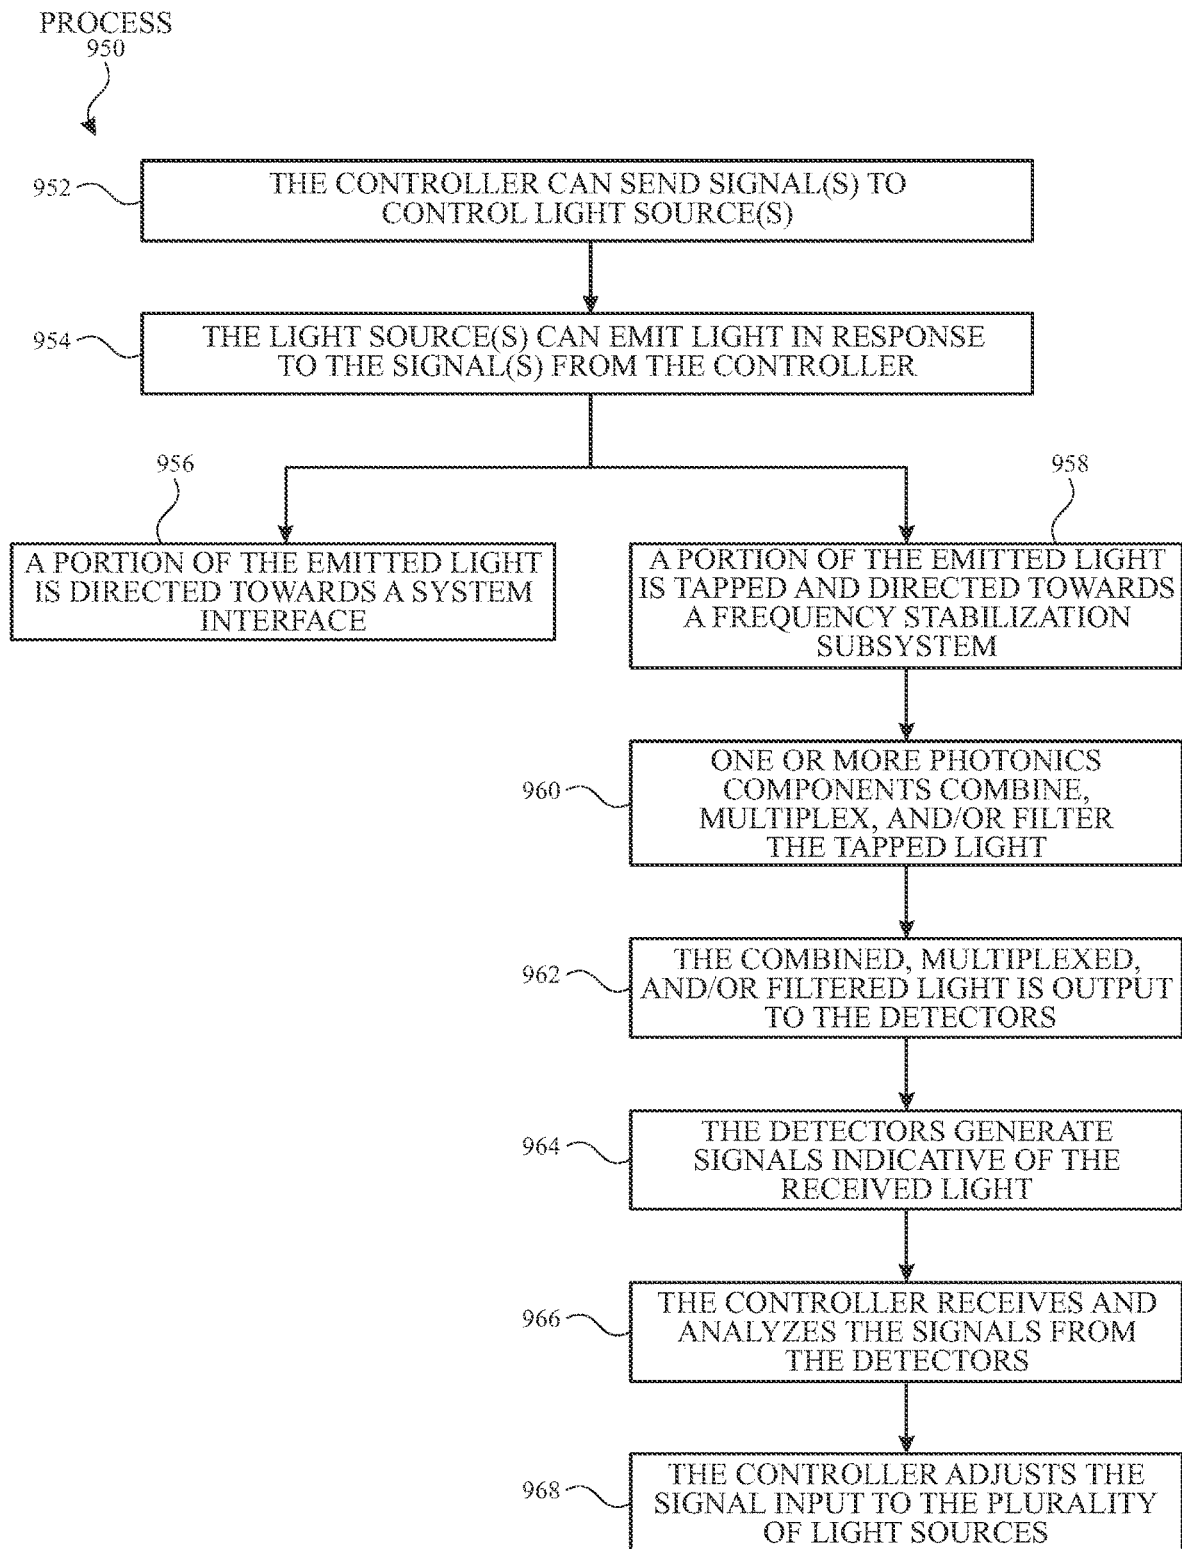 PROCESS
950
952
THE CONTROLLER CAN SEND SIGNAL(S) TO
CONTROL LIGHT SOURCE(S)
954
THE LIGHT SOURCE(S) CAN EMIT LIGHT IN RESPONSE
TO THE SIGNAL(S) FROM THE CONTROLLER
956
A PORTION OF THE EMITTED LIGHT
IS DIRECTED TOWARDS A SYSTEM
INTERFACE
958
A PORTION OF THE EMITTED LIGHT
IS TAPPED AND DIRECTED TOWARDS
A FREQUENCY STABILIZATION
SUBSYSTEM
960
ONE OR MORE PHOTONICS
COMPONENTS COMBINE,
MULTIPLEX, AND/OR FILTER
THE TAPPED LIGHT
962
THE COMBINED, MULTIPLEXED,
AND/OR FILTERED LIGHT IS OUTPUT
TO THE DETECTORS
964
THE DETECTORS GENERATE
SIGNALS INDICATIVE OF THE
RECEIVED LIGHT
966
THE CONTROLLER RECEIVES AND
ANALYZES THE SIGNALS FROM
THE DETECTORS
968
THE CONTROLLER ADJUSTS THE
SIGNAL INPUT TO THE PLURALITY
OF LIGHT SOURCES